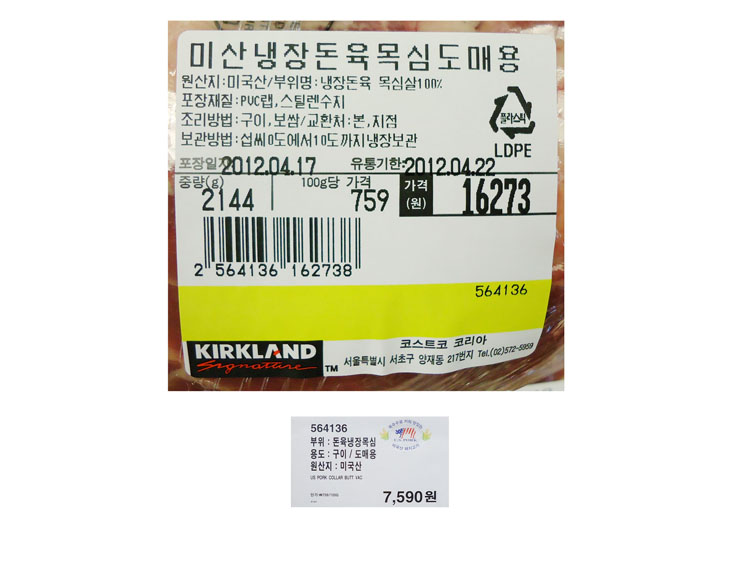 미산냉장돈육목심도매용
원산지:미국산/부위명:냉장돈육 목심살100%
포장재질:PVC랩,스틸렌수지
조리방법:구이,보쌈/교환처:본,지점
보관방법:섭씨0도에서10도까지냉장보관
플라스틱
LDPE
포장일자 2012.04.17 유통기한:2012.04.22
중량(g) 100g당 가격 가격 (원)
2144 759 16273
2 564136 162738
564136
KIRKLAND
Signature TM
코스트코 코리아
서울특별시 서초구 양재동 217번지 Tel.(02)572-5959
564136
부위 : 돈육냉장목심
용도 : 구이 / 도매용
원산지 : 미국산
US PORK COLLAR BUTT VAC
7,590원